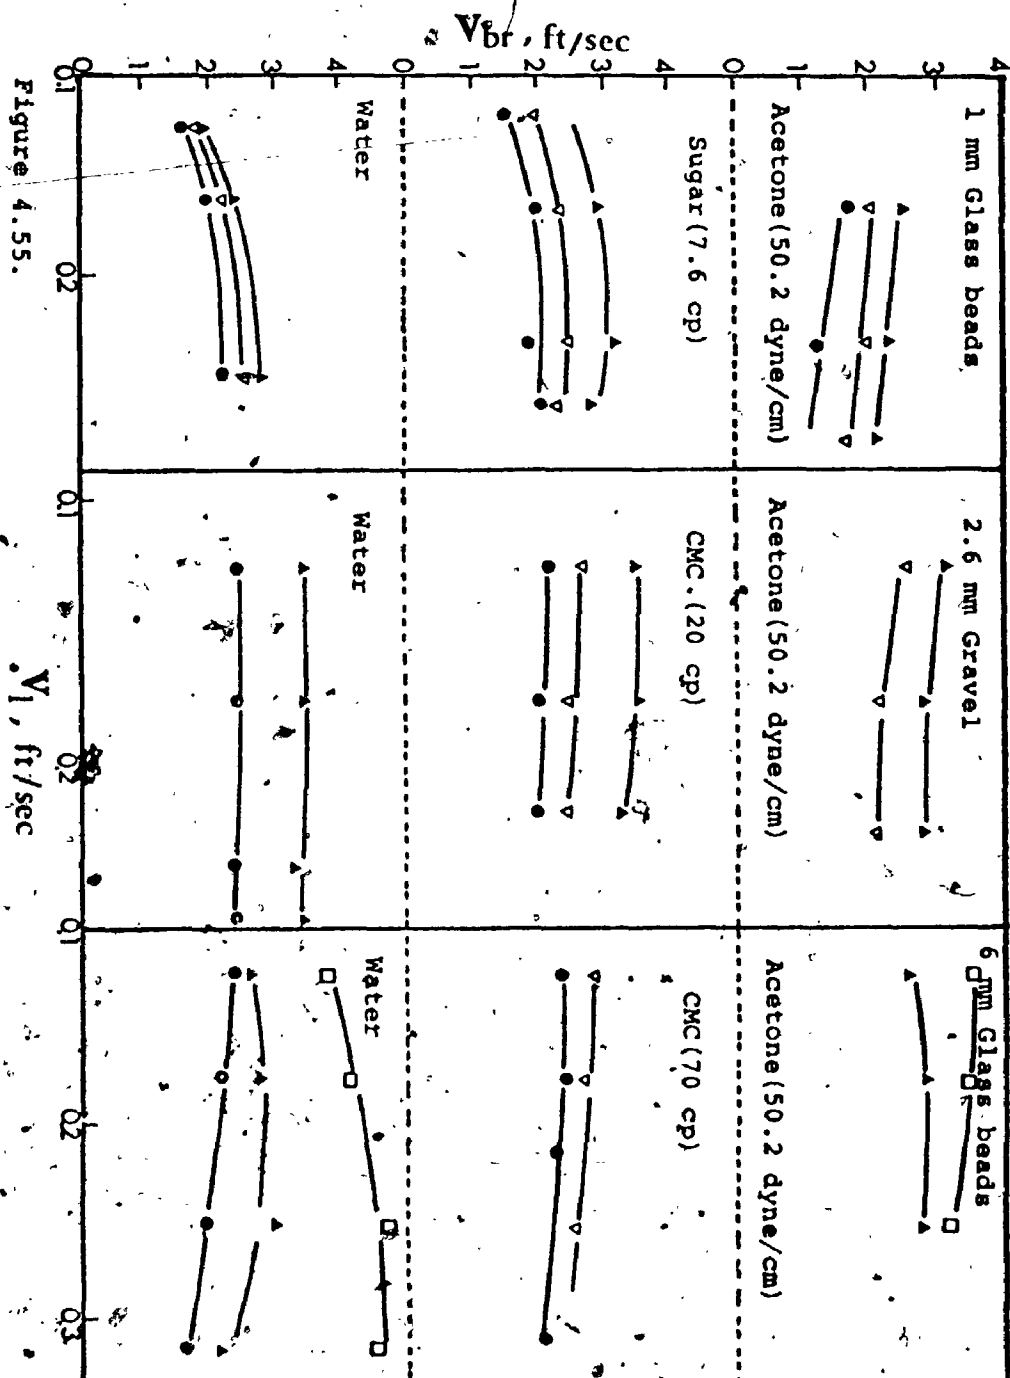 1 mm Glass beads
2.6 mm Gravel
6 mm Glass beads
Acetone(50.2 dyne/cm)
Acetone(50.2 dyne/cm)
Acetone(50.2 dyne/cm)
Sugar(7.6 cp)
CMC.(20 cp)
CMC(70 cp)
Water
Water
Water
4
3
2
1
0
4
3
2
1
0
4
3
2
1
0
V_br, ft/sec
0.1
0.2
0.1
0.2
0.1
0.2
0.3
V_l, ft/sec
Figure 4.55.